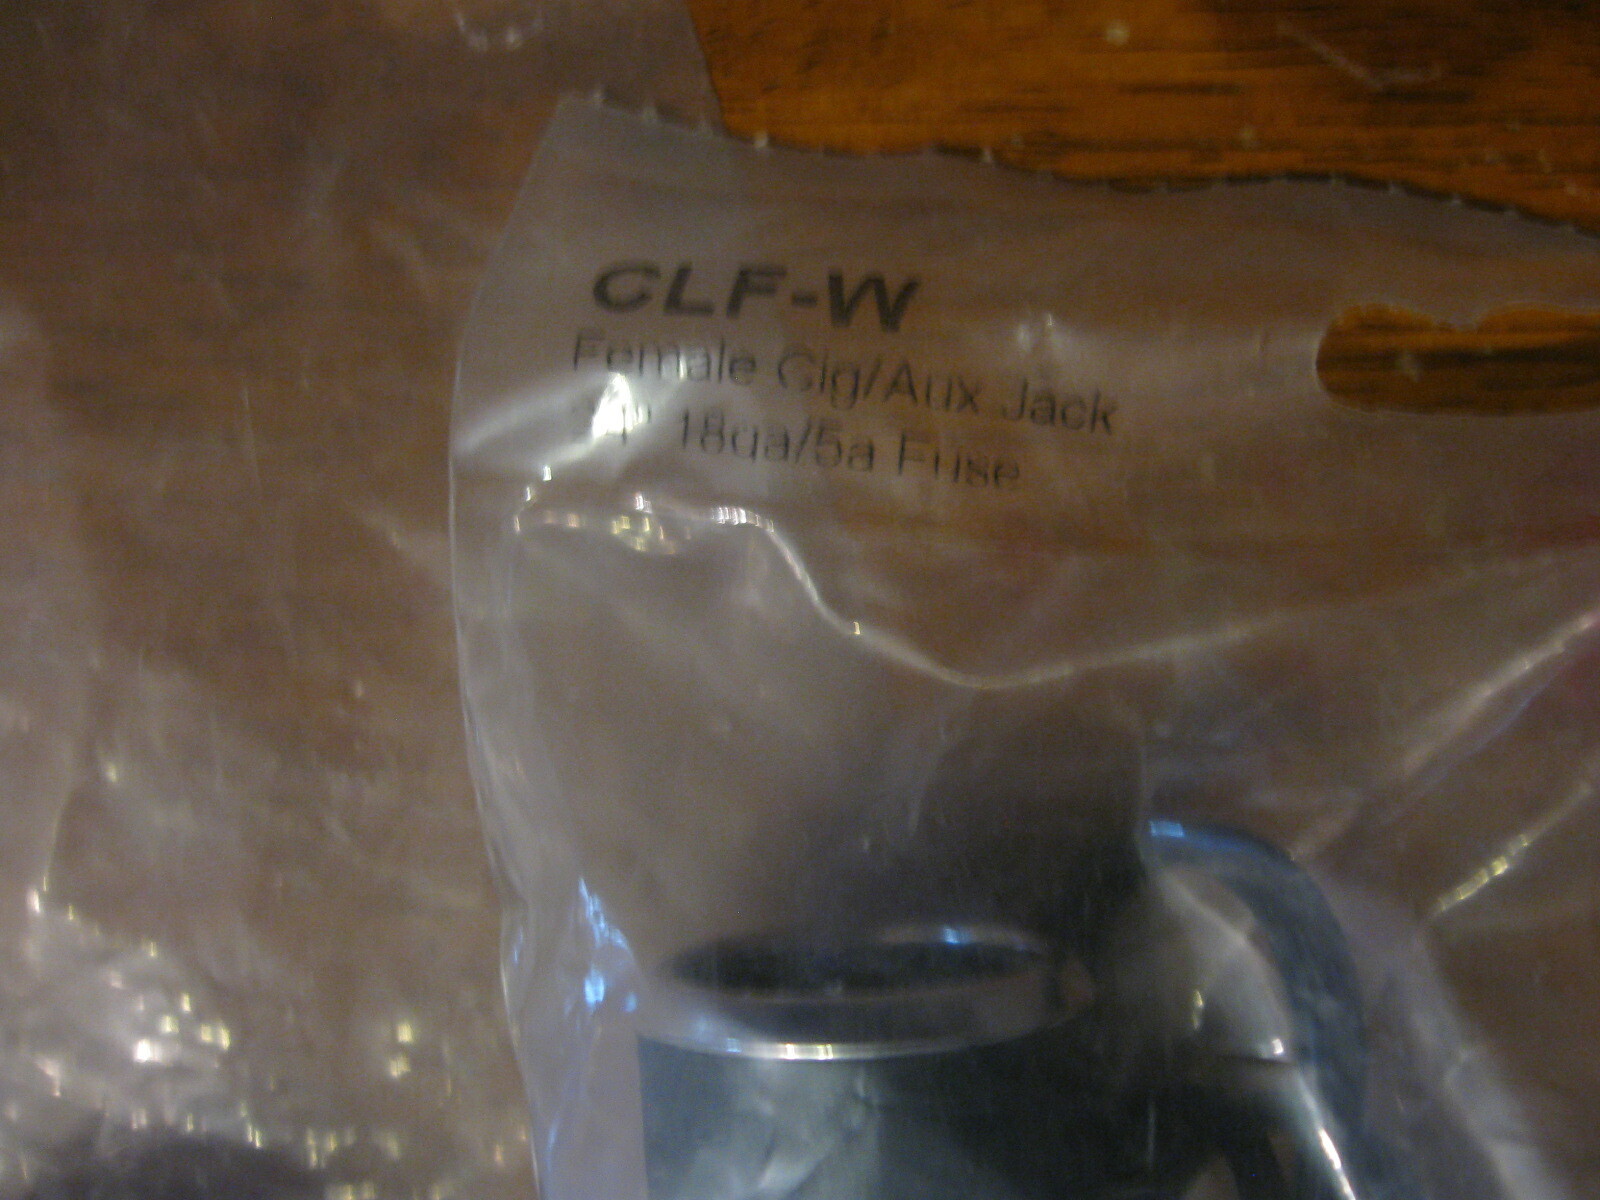 CLF-W
Female Cig/Aux Jack
18ga/5a Fuse